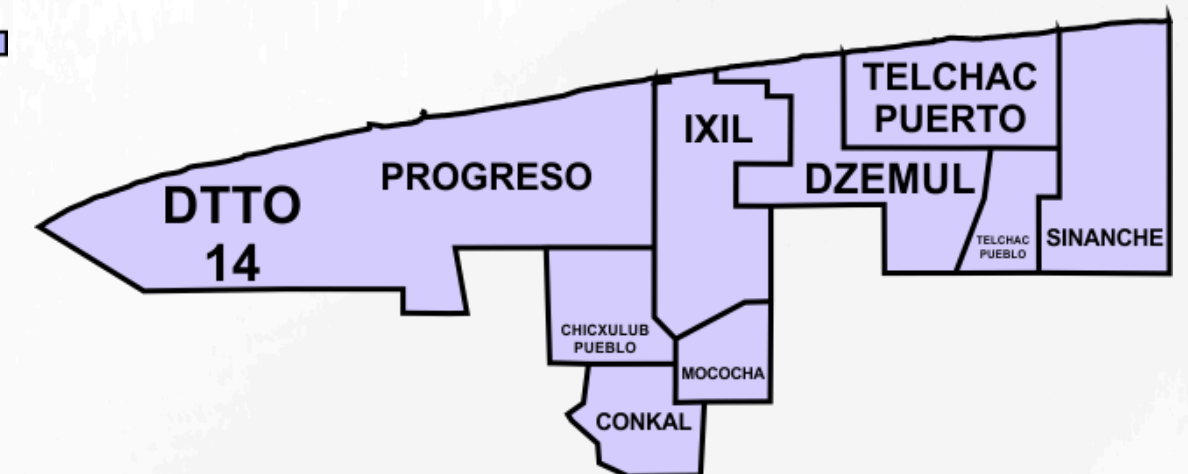 TELCHAC
PUERTO
IXIL
PROGRESO
DZEMUL
DTTO
14
TELCHAC
PUEBLO
SINANCHE
CHICXULUB
PUEBLO
MOCOCHA
CONKAL